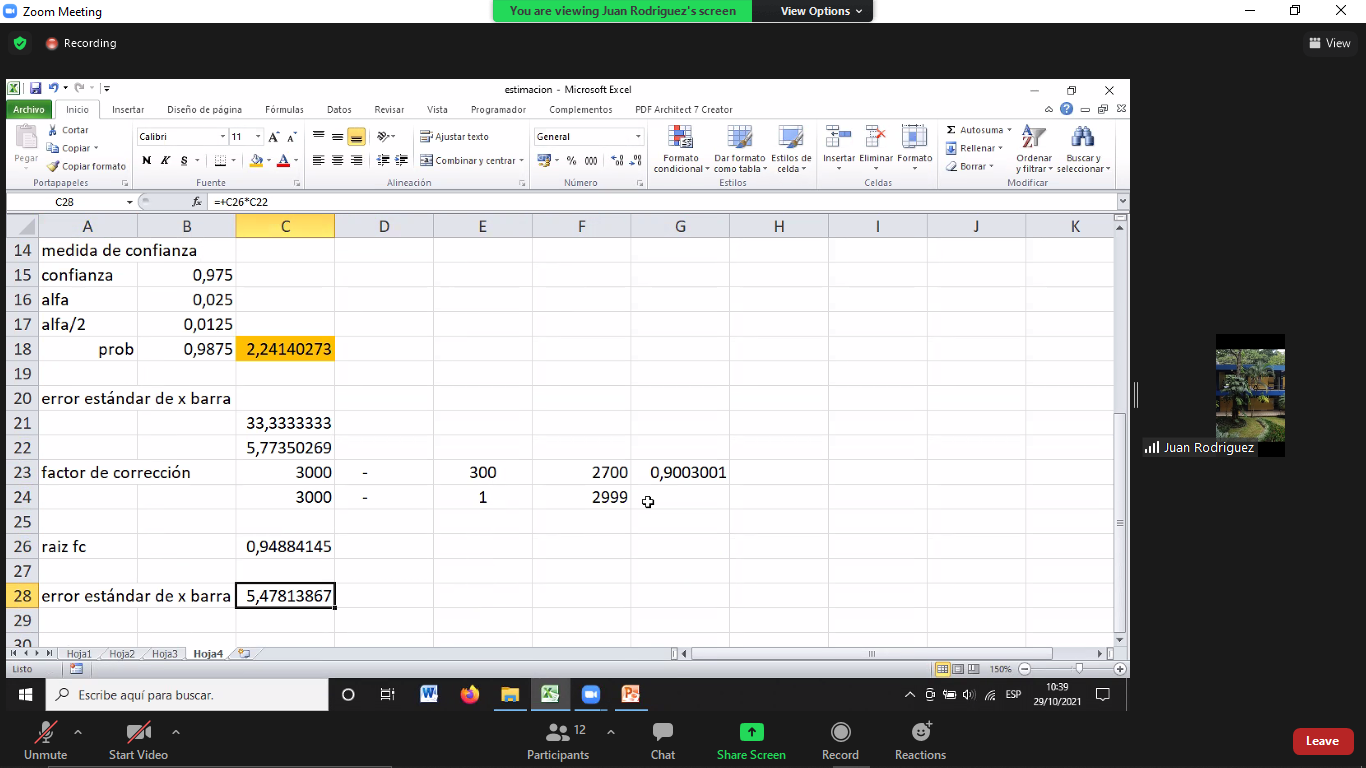 Zoom Meeting
You are viewing Juan Rodriguez's screen
View Options
Recording
View
estimacion - Microsoft Excel
Archivo Inicio Insertar Diseño de página Fórmulas Datos Revisar Vista Programador Complementos PDF Architect 7 Creator
Pegar
Cortar
Copiar
Copiar formato
Portapapeles
Calibri 11
N K S
Fuente
Ajustar texto
Combinar y centrar
Alineación
General
% 000
Número
Formato condicional
Dar formato como tabla
Estilos de celda
Estilos
Insertar Eliminar Formato
Celdas
Autosuma
Rellenar
Borrar
Ordenar y filtrar
Buscar y seleccionar
Modificar
C28 fx =+C26*C22
A B C D E F G H I J K
14 medida de confianza
15 confianza 0,975
16 alfa 0,025
17 alfa/2 0,0125
18 prob 0,9875 2,24140273
19
20 error estándar de x barra
21 33,3333333
22 5,77350269
23 factor de corrección 3000 - 300 2700 0,9003001
24 3000 - 1 2999
25
26 raiz fc 0,94884145
27
28 error estándar de x barra 5,47813867
29
30
Hoja1 Hoja2 Hoja3 Hoja4
Listo
150%
Juan Rodriguez
Escribe aquí para buscar.
ESP
10:39
29/10/2021
Unmute
Start Video
Participants 12
Chat
Share Screen
Record
Reactions
Leave